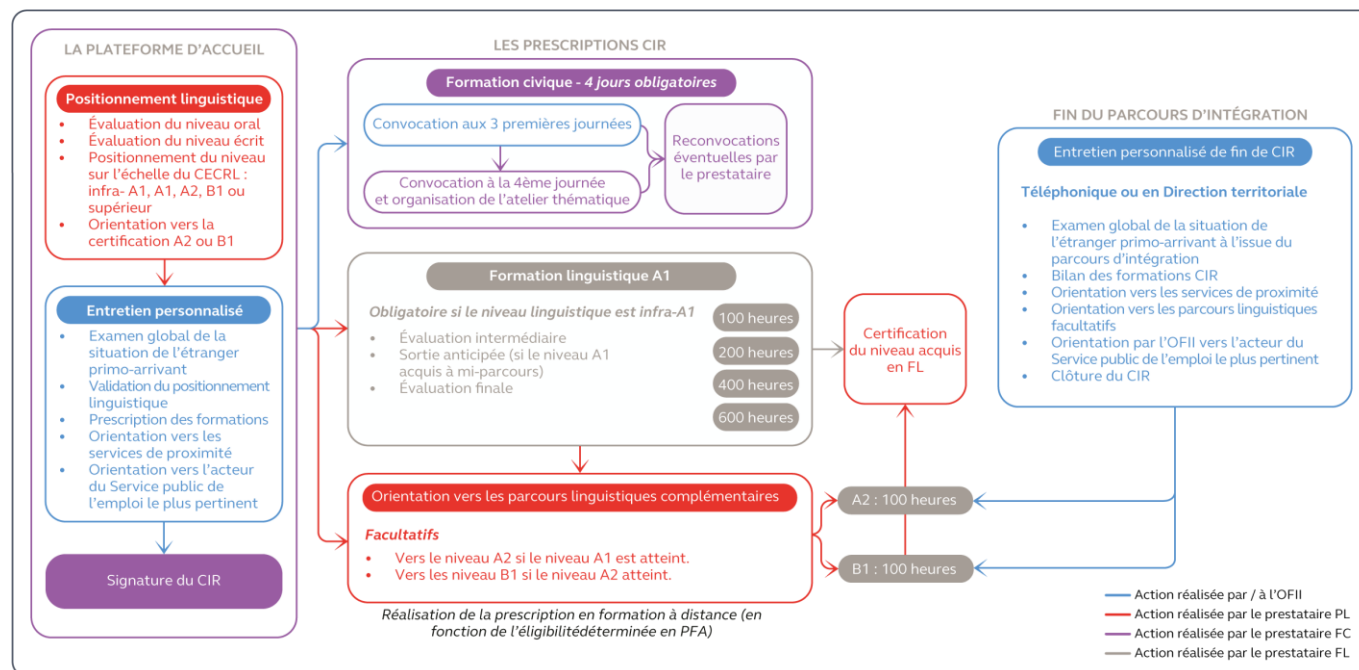 LA PLATEFORME D'ACCUEIL
Positionnement linguistique
• Évaluation du niveau oral
• Évaluation du niveau écrit
• Positionnement du niveau
sur l'échelle du CECRL :
infra- A1, A1, A2, B1 ou
supérieur
• Orientation vers la
certification A2 ou B1
Entretien personnalisé
• Examen global de la
situation de l'étranger
primo-arrivant
• Validation du positionnement
linguistique
• Prescription des formations
• Orientation vers les
services de proximité
• Orientation vers l'acteur
du Service public de
l'emploi le plus pertinent
Signature du CIR
LES PRESCRIPTIONS CIR
Formation civique - 4 jours obligatoires
Convocation aux 3 premières journées
Convocation à la 4ème journée
et organisation de l'atelier thématique
Reconvocations
éventuelles par
le prestataire
Formation linguistique A1
Obligatoire si le niveau linguistique est infra-A1
• Évaluation intermédiaire
• Sortie anticipée (si le niveau A1
acquis à mi-parcours)
• Évaluation finale
100 heures
200 heures
400 heures
600 heures
Certification
du niveau acquis
en FL
Orientation vers les parcours linguistiques complémentaires
Facultatifs
• Vers le niveau A2 si le niveau A1 est atteint.
• Vers les niveau B1 si le niveau A2 atteint.
A2 : 100 heures
B1 : 100 heures
Réalisation de la prescription en formation à distance (en
fonction de l'éligibilitédéterminée en PFA)
FIN DU PARCOURS D'INTÉGRATION
Entretien personnalisé de fin de CIR
Téléphonique ou en Direction territoriale
• Examen global de la situation de
l'étranger primo-arrivant à l'issue du
parcours d'intégration
• Bilan des formations CIR
• Orientation vers les services de proximité
• Orientation vers les parcours linguistiques
facultatifs
• Orientation par l'OFII vers l'acteur du
Service public de l'emploi le plus pertinent
• Clôture du CIR
Action réalisée par / à l'OFII
Action réalisée par le prestataire PL
Action réalisée par le prestataire FC
Action réalisée par le prestataire FL